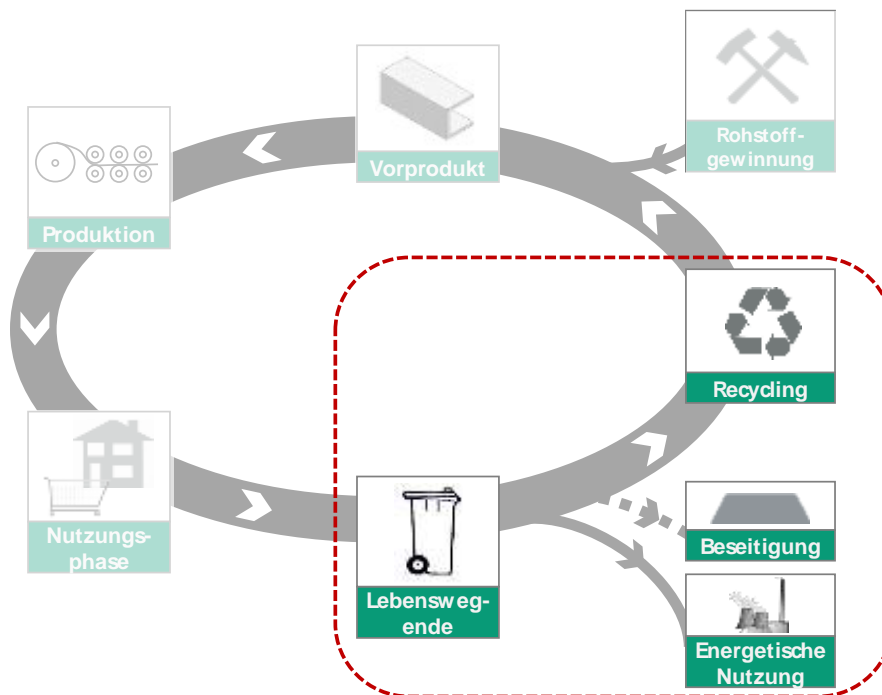 Rohstoff-
gewinnung
Vorprodukt
Produktion
Recycling
Nutzungs-
phase
Beseitigung
Lebensweg-
ende
Energetische
Nutzung